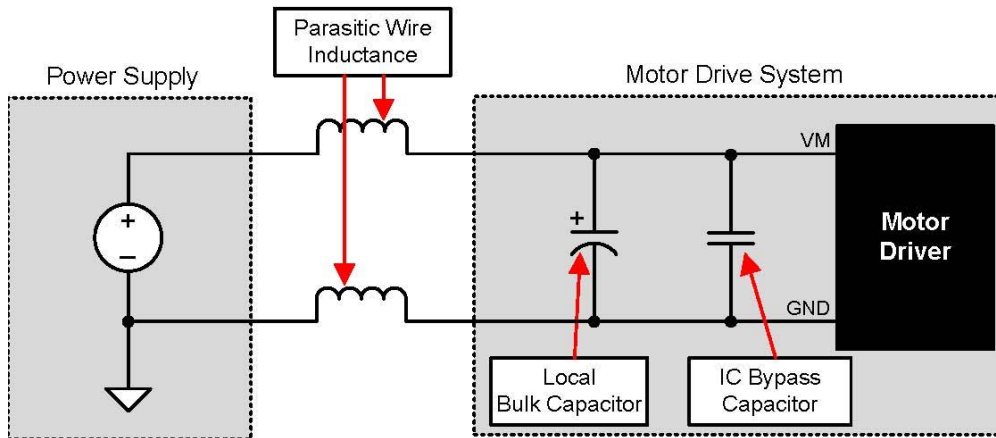 Parasitic Wire
Inductance
Power Supply
Motor Drive System
VM
+
+
−
Motor
Driver
GND
Local
Bulk Capacitor
IC Bypass
Capacitor